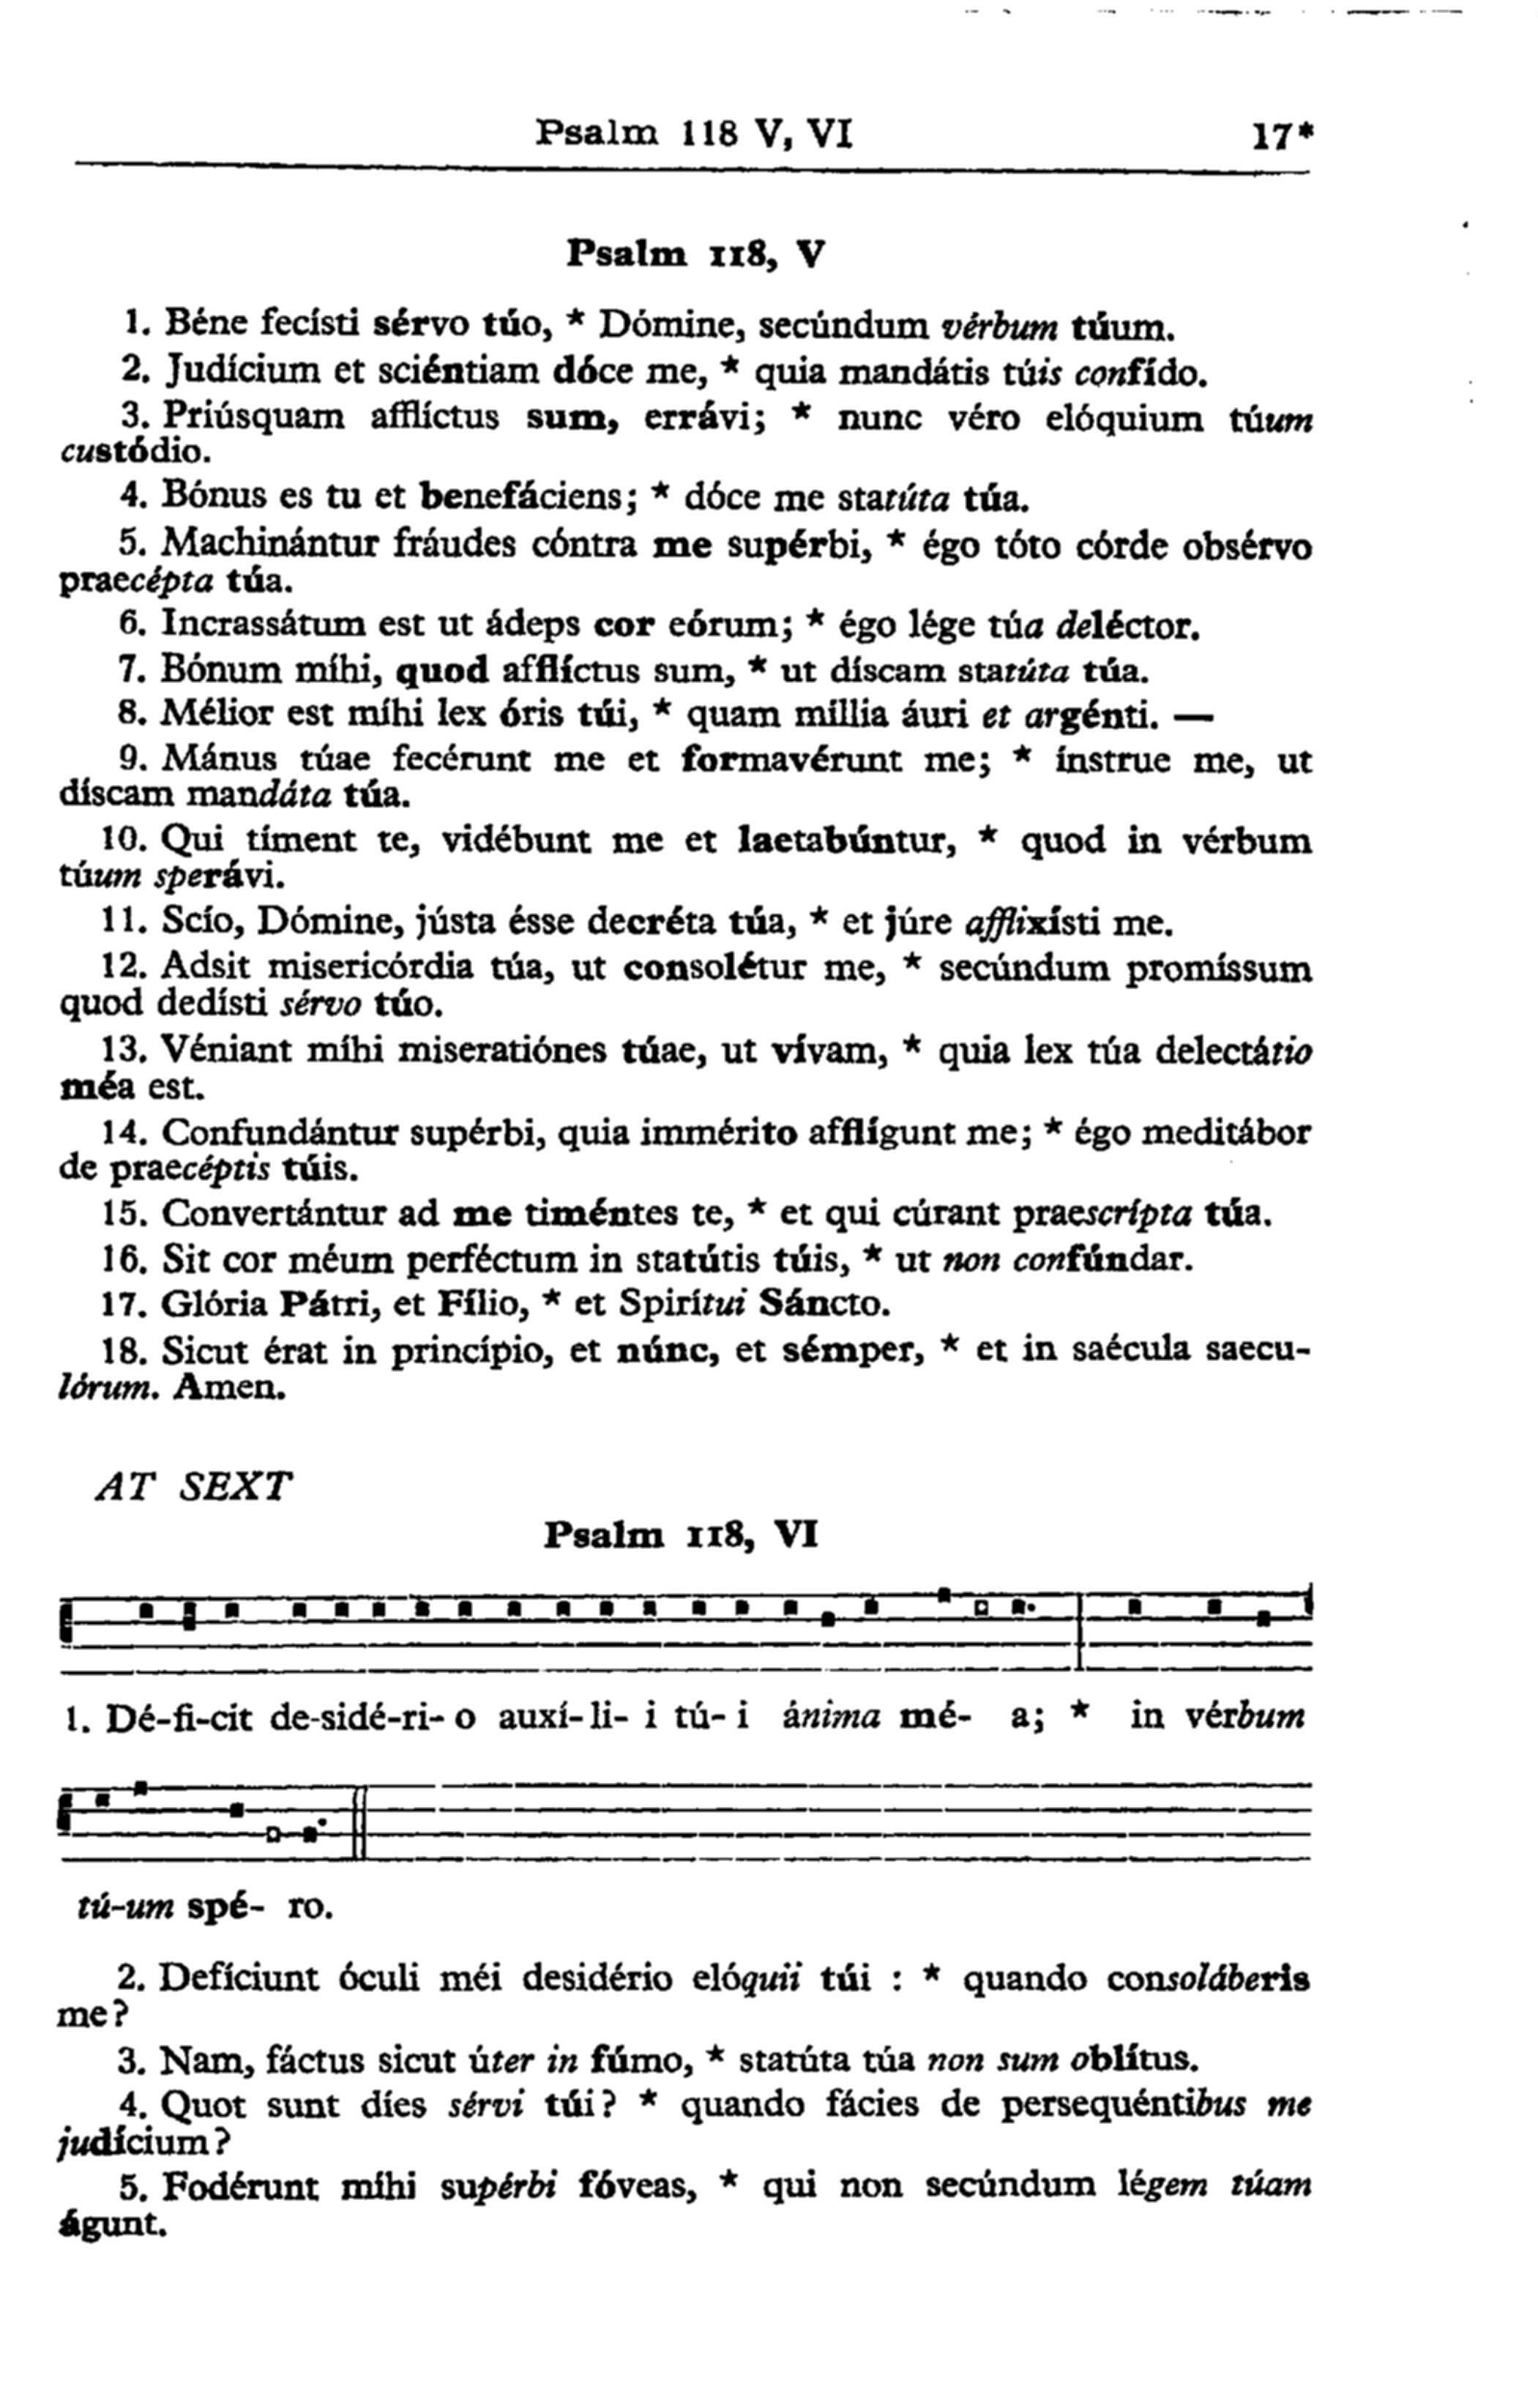 Psalm 118 V, VI 17*
Psalm 118, V
1. Béne fecísti sérvo túo, * Dómine, secúndum vérbum túum.
2. Judícium et sciéntiam dóce me, * quia mandátis túis confído.
3. Priúsquam afflíctus sum, errávi; * nunc véro elóquium túum
custódio.
4. Bónus es tu et benefáciens; * dóce me statúta túa.
5. Machinántur fráudes cóntra me supérbi, * égo tóto córde obsérvo
praecépta túa.
6. Incrassátum est ut ádeps cor eórum; * égo lége túa deléctor.
7. Bónum míhi, quod afflíctus sum, * ut díscam statúta túa.
8. Mélior est míhi lex óris túi, * quam míllia áuri et argénti. —
9. Mánus túae fecérunt me et formavérunt me; * ínstrue me, ut
díscam mandáta túa.
10. Qui tíment te, vidébunt me et laetabúntur, * quod in vérbum
túum sperávi.
11. Scío, Dómine, jústa ésse decréta túa, * et júre afflixísti me.
12. Adsit misericórdia túa, ut consolétur me, * secúndum promíssum
quod dedísti sérvo túo.
13. Véniant míhi miseratiónes túae, ut vívam, * quia lex túa delectátio
méa est.
14. Confundántur supérbi, quia immérito afflígunt me; * égo meditábor
de praecéptis túis.
15. Convertántur ad me timéntes te, * et qui cúrant praescrípta túa.
16. Sit cor méum perféctum in statútis túis, * ut non confúndar.
17. Glória Pátri, et Fílio, * et Spirítui Sáncto.
18. Sicut érat in princípio, et núnc, et sémper, * et in saécula saecu-
lórum. Amen.
AT SEXT
Psalm 118, VI
1. Dé-fi-cit de-sidé-ri- o auxí- li- i tú- i ánima mé- a; * in vérbum
tú-um spé- ro.
2. Defíciunt óculi méi desidério elóquii túi : * quando consoláberis
me?
3. Nam, fáctus sicut úter in fúmo, * statúta túa non sum oblítus.
4. Quot sunt díes sérvi túi? * quando fácies de persequéntibus me
judícium?
5. Fodérunt míhi supérbi fóveas, * qui non secúndum légem túam
águnt.